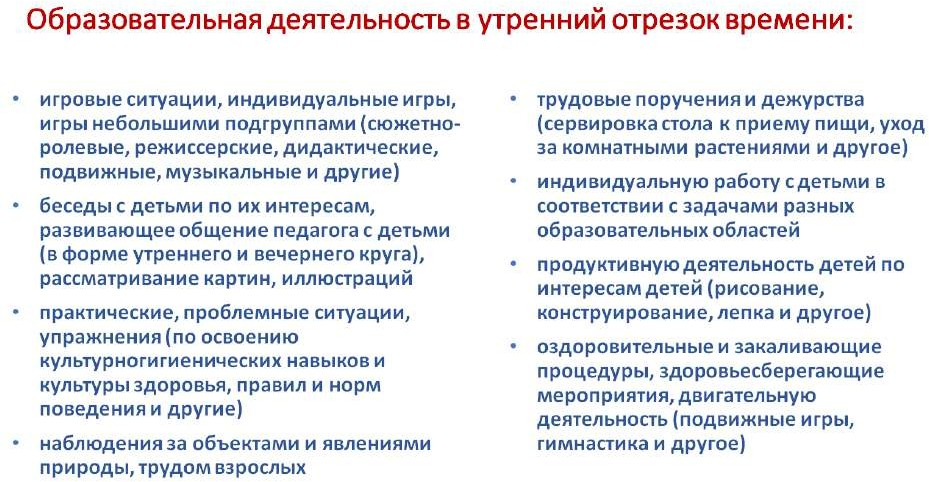 Образовательная деятельность в утренний отрезок времени:
• игровые ситуации, индивидуальные игры,
игры небольшими подгруппами (сюжетно-
ролевые, режиссерские, дидактические,
подвижные, музыкальные и другие)
• беседы с детьми по их интересам,
развивающее общение педагога с детьми
(в форме утреннего и вечернего круга),
рассматривание картин, иллюстраций
• практические, проблемные ситуации,
упражнения (по освоению
культурногигиенических навыков и
культуры здоровья, правил и норм
поведения и другие)
• наблюдения за объектами и явлениями
природы, трудом взрослых
• трудовые поручения и дежурства
(сервировка стола к приему пищи, уход
за комнатными растениями и другое)
• индивидуальную работу с детьми в
соответствии с задачами разных
образовательных областей
• продуктивную деятельность детей по
интересам детей (рисование,
конструирование, лепка и другое)
• оздоровительные и закаливающие
процедуры, здоровьесберегающие
мероприятия, двигательную
деятельность (подвижные игры,
гимнастика и другое)